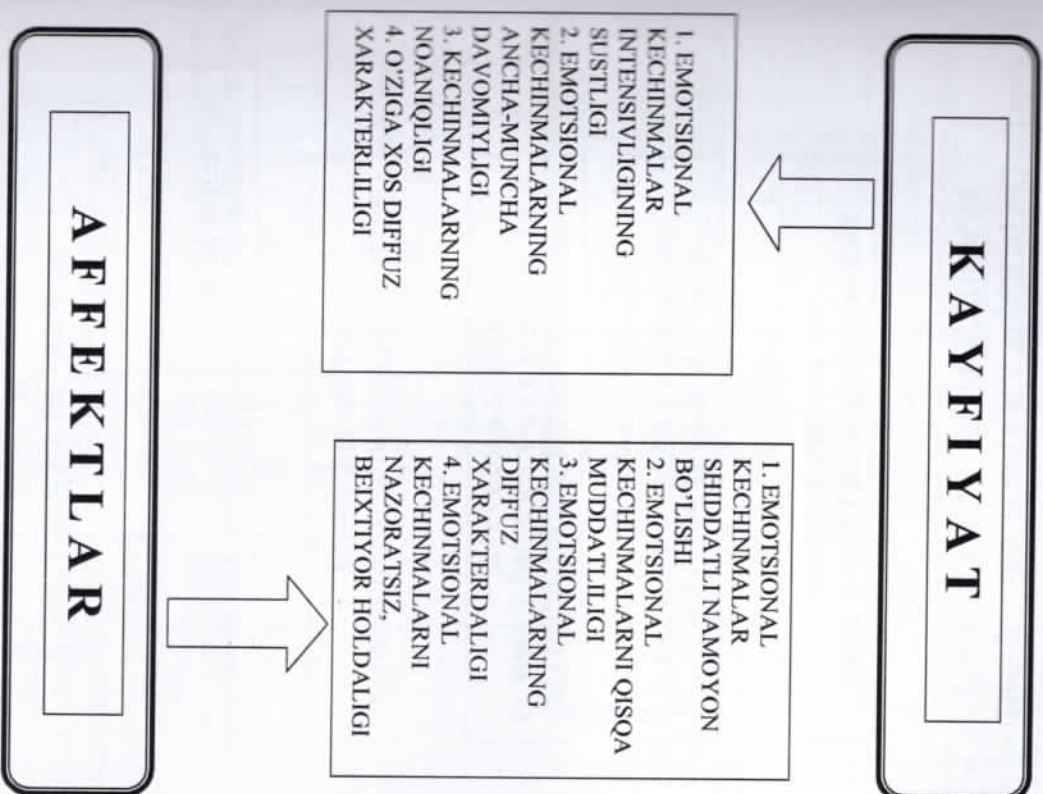 KAYFIYAT
1. EMOTSIONAL
KECHINMALAR
INTENSIVLIGINING
SUSTLIGI
2. EMOTSIONAL
KECHINMALARNING
ANCHA-MUNCHA
DAVOMIYLIGI
3. KECHINMALARNING
NOANIQLIGI
4. O'ZIGA XOS DIFFUZ
XARAKTERLILIGI
1. EMOTSIONAL
KECHINMALAR
SHIDDATLI NAMOYON
BO'LISHI
2. EMOTSIONAL
KECHINMALARNI QISQA
MUDDATLILIGI
3. EMOTSIONAL
KECHINMALARNING
DIFFUZ
XARAKTERDALIGI
4. EMOTSIONAL
KECHINMALARNI
NAZORATSIZ,
BEIXTIYOR HOLDALIGI
AFFEKTLAR